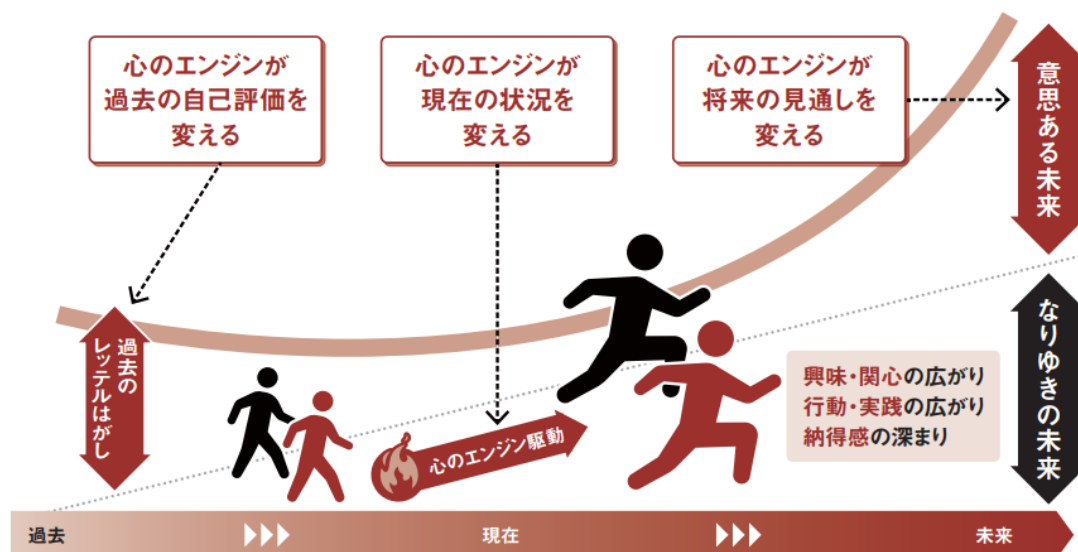 心のエンジンが
過去の自己評価を
変える
心のエンジンが
現在の状況を
変える
心のエンジンが
将来の見通しを
変える
意思ある未来
過去の
レッテルはがし
心のエンジン駆動
興味・関心の広がり
行動・実践の広がり
納得感の深まり
なりゆきの未来
過去
現在
未来